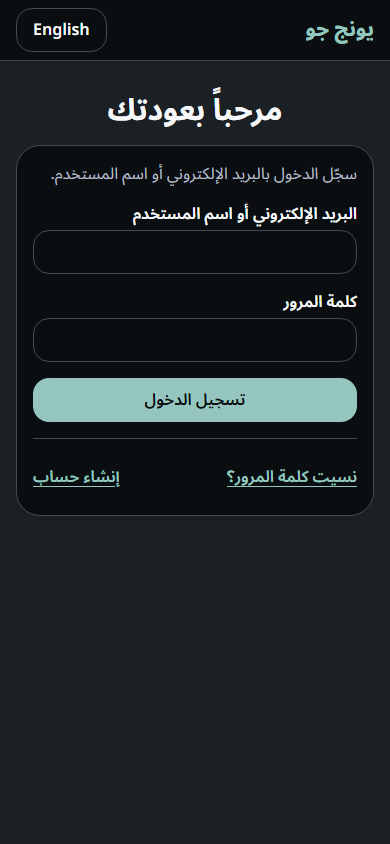 يونج جو
English
مرحباً بعودتك
سجّل الدخول بالبريد الإلكتروني أو اسم المستخدم.
البريد الإلكتروني أو اسم المستخدم
كلمة المرور
تسجيل الدخول
نسيت كلمة المرور؟
إنشاء حساب